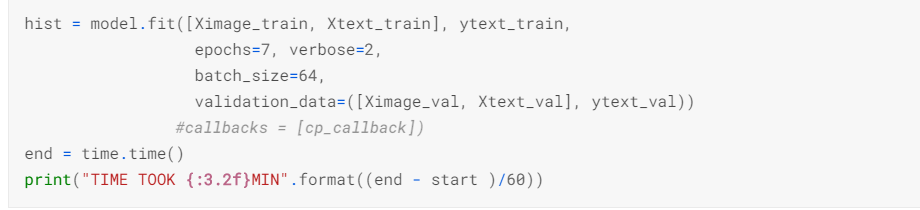 hist = model.fit([Ximage_train, Xtext_train], ytext_train,
epochs=7, verbose=2,
batch_size=64,
validation_data=([Ximage_val, Xtext_val], ytext_val))
#callbacks = [cp_callback])
end = time.time()
print("TIME TOOK {:3.2f}MIN".format((end - start )/60))